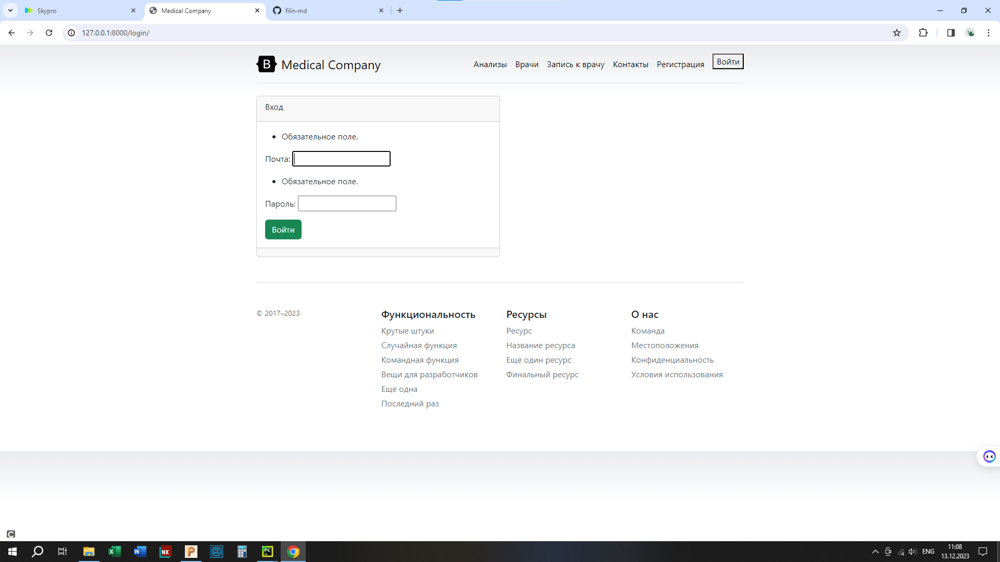 Skypro
Medical Company
filin-md
127.0.0.1:8000/login/
B Medical Company
Анализы Врачи Запись к врачу Контакты Регистрация Войти
Вход
Обязательное поле.
Почта:
Обязательное поле.
Пароль:
Войти
© 2017–2023
Функциональность
Крутые штуки
Случайная функция
Командная функция
Вещи для разработчиков
Еще одна
Последний раз
Ресурсы
Ресурс
Название ресурса
Еще один ресурс
Финальный ресурс
О нас
Команда
Местоположения
Конфиденциальность
Условия использования
C
NX
P
PC
ENG
11:08
13.12.2023